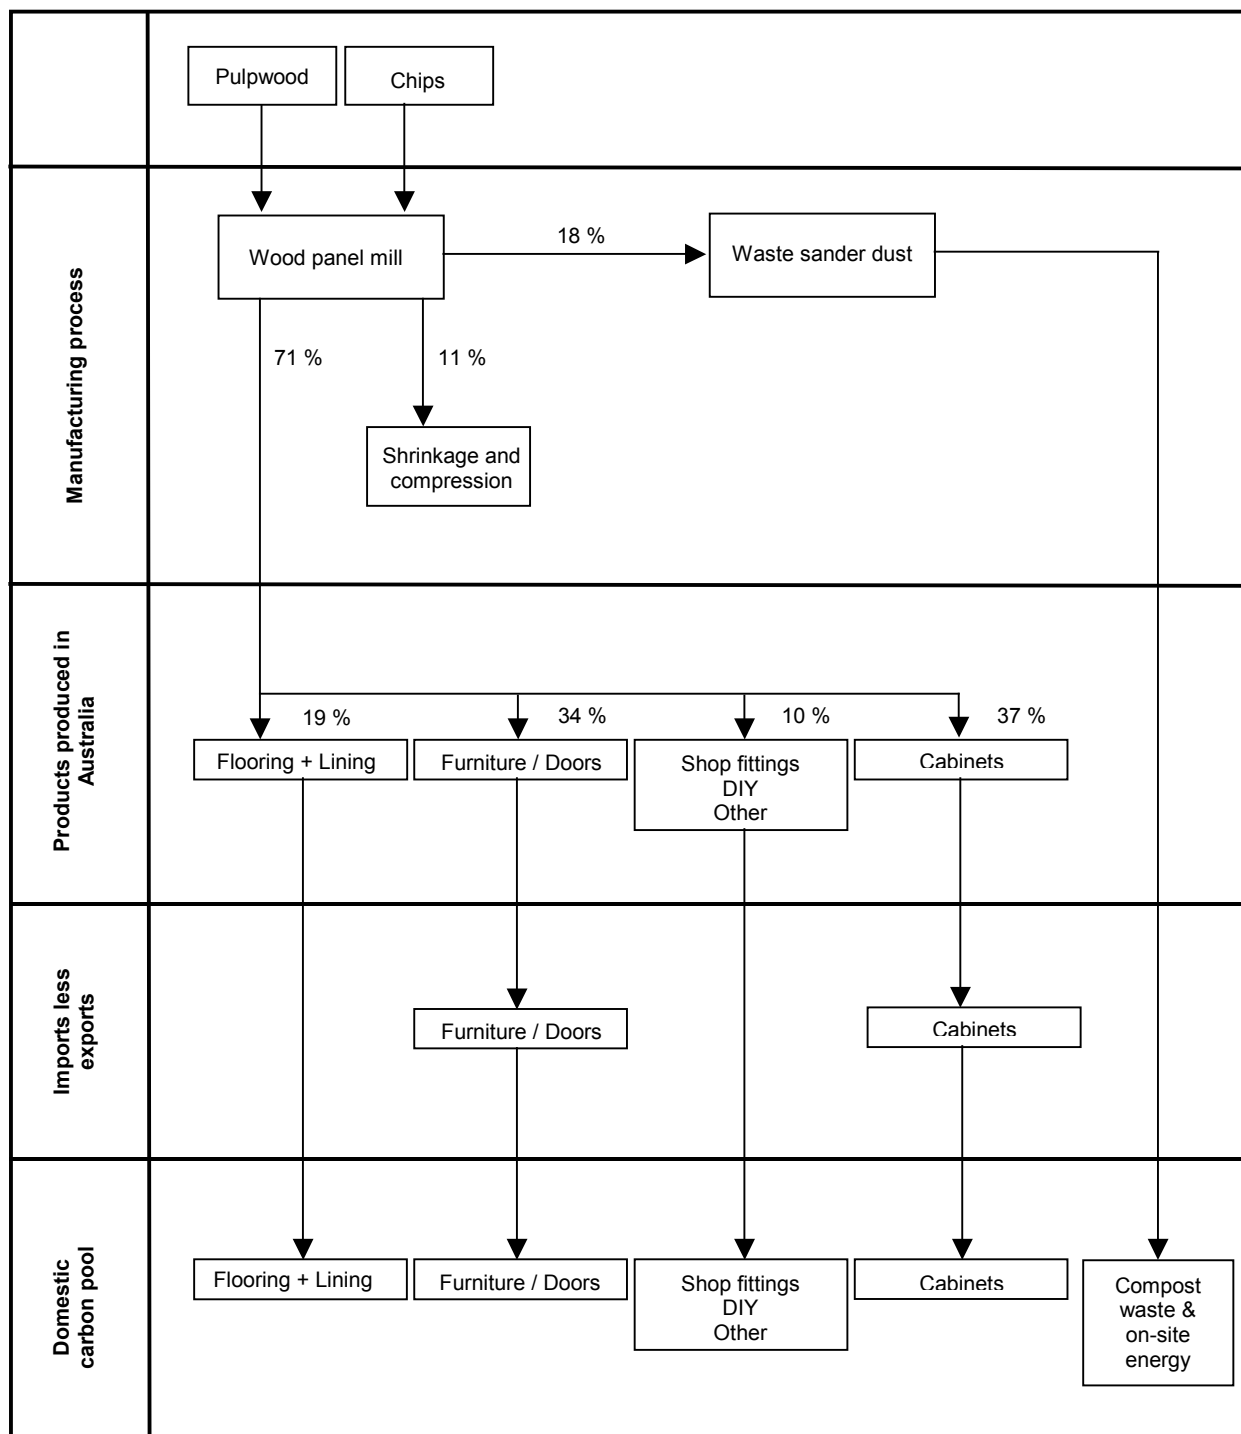 Pulpwood
Chips
Manufacturing process
Wood panel mill
18 %
Waste sander dust
71 %
11 %
Shrinkage and
compression
Products produced in
Australia
19 %
34 %
10 %
37 %
Flooring + Lining
Furniture / Doors
Shop fittings
DIY
Other
Cabinets
Imports less
exports
Furniture / Doors
Cabinets
Domestic
carbon pool
Flooring + Lining
Furniture / Doors
Shop fittings
DIY
Other
Cabinets
Compost
waste &
on-site
energy